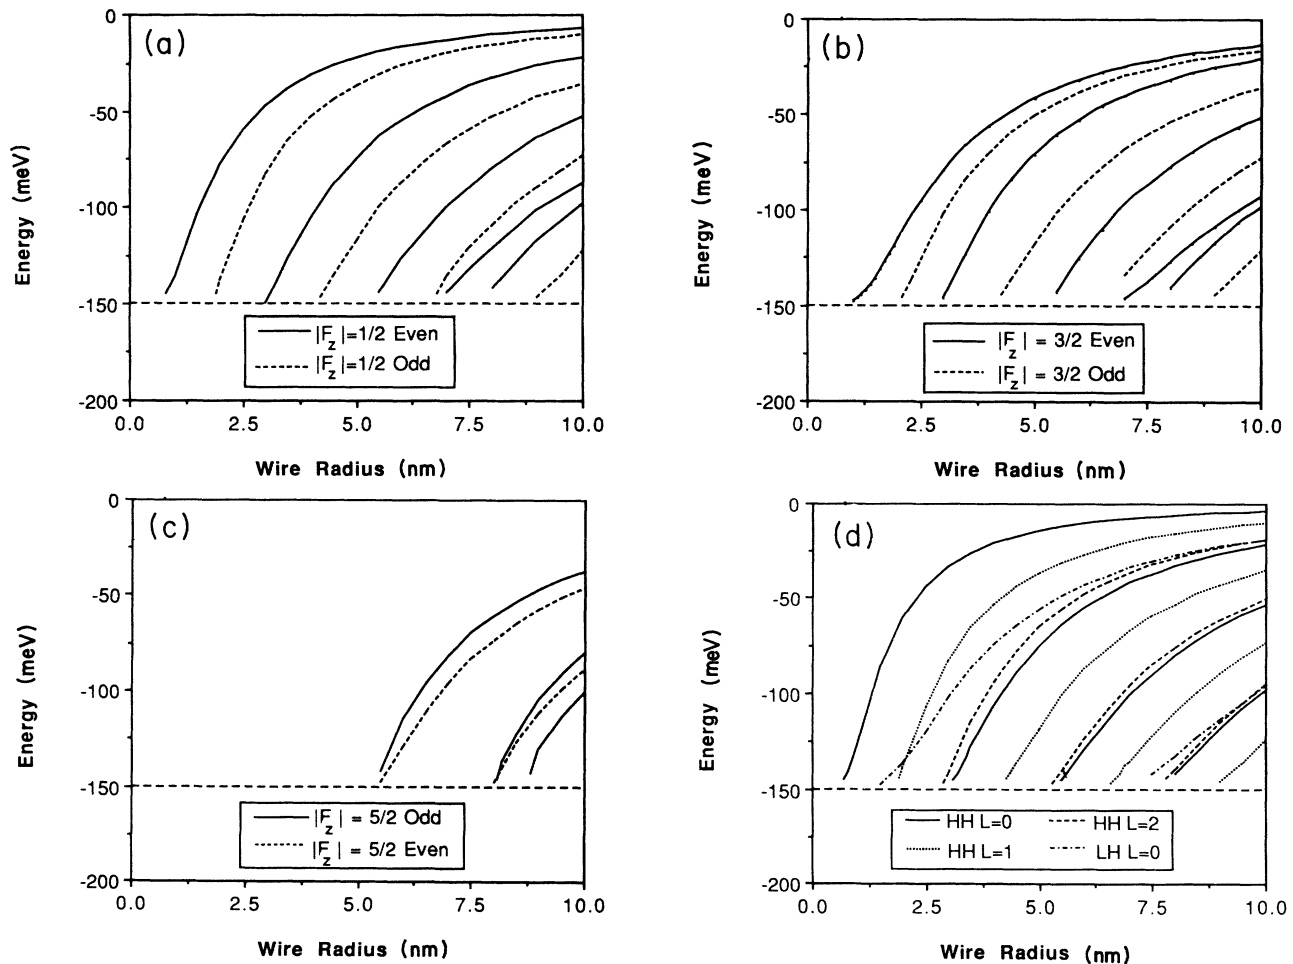 (a)
0
-50
-100
-150
-200
Energy (meV)
|F_z|=1/2 Even
|F_z|=1/2 Odd
0.0 2.5 5.0 7.5 10.0
Wire Radius (nm)
(b)
0
-50
-100
-150
-200
Energy (meV)
|F_z| = 3/2 Even
|F_z| = 3/2 Odd
0.0 2.5 5.0 7.5 10.0
Wire Radius (nm)
(c)
0
-50
-100
-150
-200
Energy (meV)
|F_z| = 5/2 Odd
|F_z| = 5/2 Even
0.0 2.5 5.0 7.5 10.0
Wire Radius (nm)
(d)
0
-50
-100
-150
-200
Energy (meV)
HH L=0 HH L=2
HH L=1 LH L=0
0.0 2.5 5.0 7.5 10.0
Wire Radius (nm)